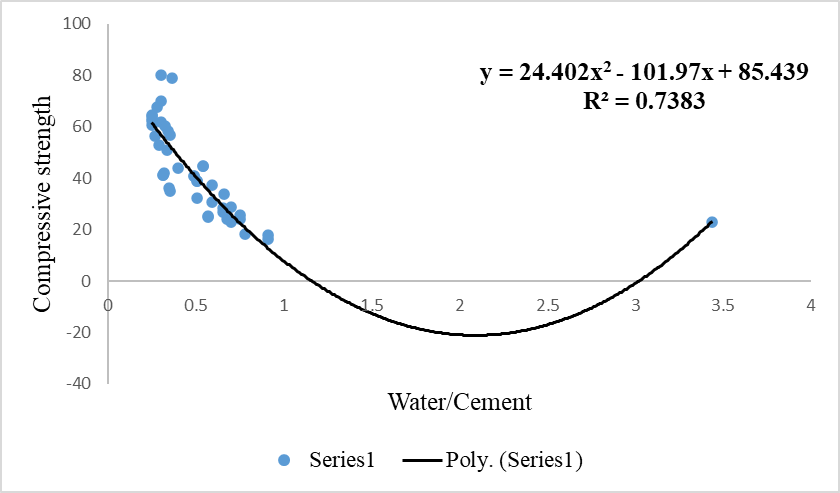 100
80
60
40
20
0
-20
-40
Compressive strength
y = 24.402x² - 101.97x + 85.439
R² = 0.7383
0 0.5 1 1.5 2 2.5 3 3.5 4
Water/Cement
Series1 Poly. (Series1)